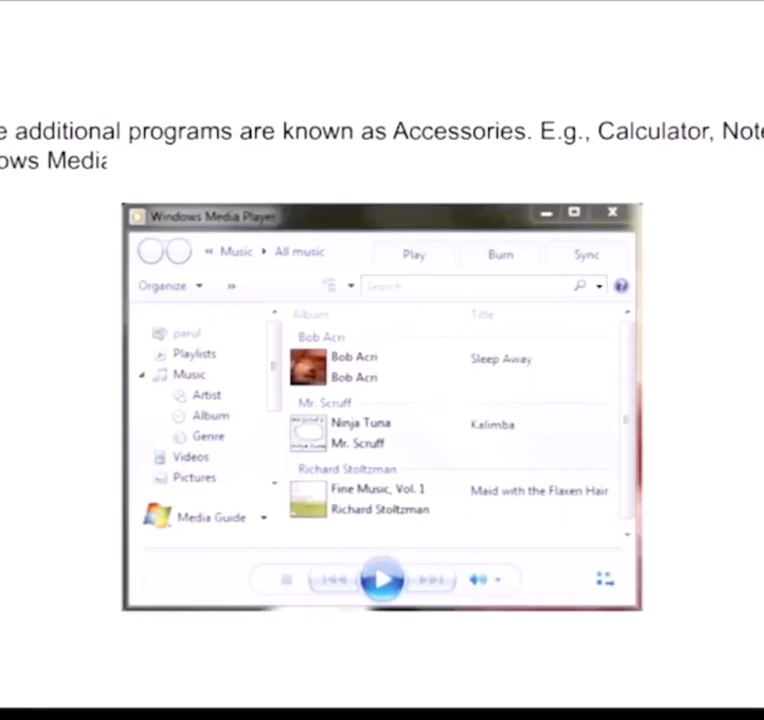 e additional programs are known as Accessories. E.g., Calculator, Note
ows Media
Windows Media Player
« Music ▸ All music
Play
Burn
Sync
Organize
»
Search
Album
Title
parul
Playlists
Music
Artist
Album
Genre
Videos
Pictures
Media Guide
Bob Acri
Bob Acri
Sleep Away
Bob Acri
Mr. Scruff
Ninja Tuna
Kalimba
Mr. Scruff
Richard Stoltzman
Fine Music, Vol. 1
Maid with the Flaxen Hair
Richard Stoltzman